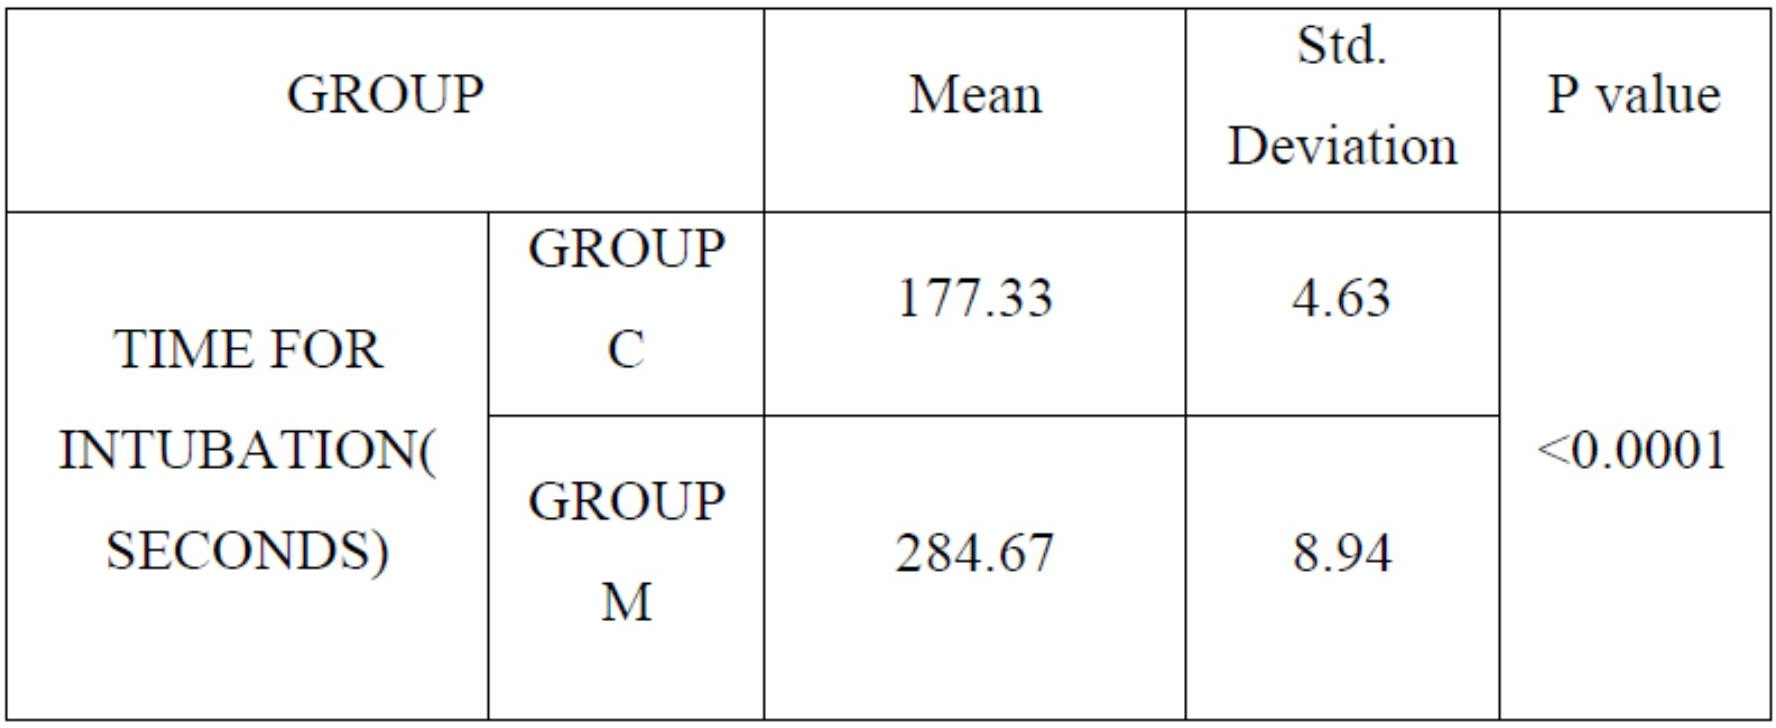 GROUP
Mean
Std.
Deviation
P value
TIME FOR
INTUBATION(
SECONDS)
GROUP
C
177.33
4.63
<0.0001
GROUP
M
284.67
8.94